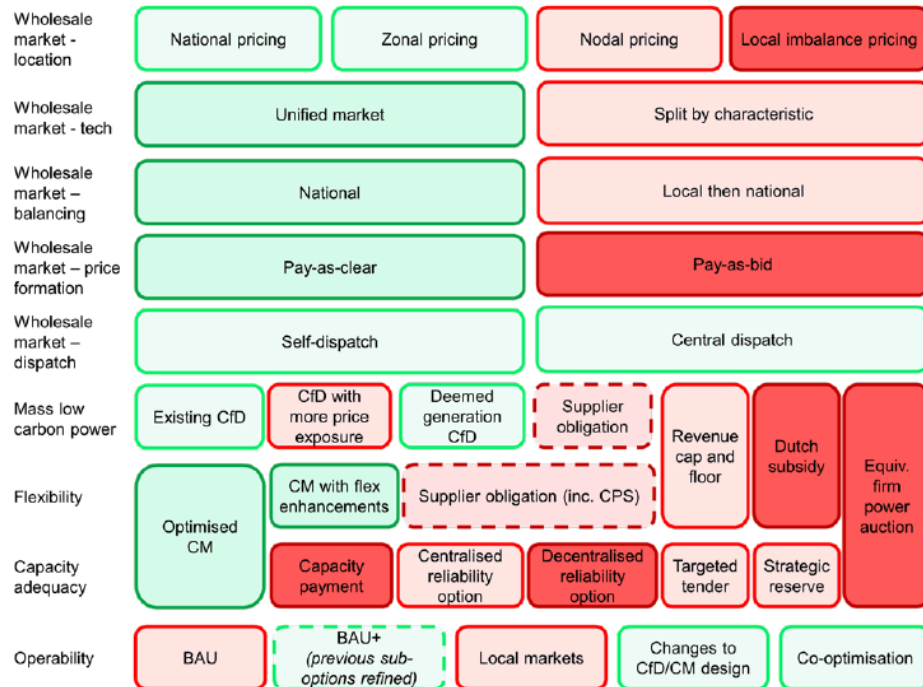 Wholesale
market -
location
National pricing
Zonal pricing
Nodal pricing
Local imbalance pricing
Wholesale
market - tech
Unified market
Split by characteristic
Wholesale
market –
balancing
National
Local then national
Wholesale
market – price
formation
Pay-as-clear
Pay-as-bid
Wholesale
market –
dispatch
Self-dispatch
Central dispatch
Mass low
carbon power
Existing CfD
CfD with
more price
exposure
Deemed
generation
CfD
Supplier
obligation
Revenue
cap and
floor
Dutch
subsidy
Equiv.
firm
power
auction
Flexibility
Optimised
CM
CM with flex
enhancements
Supplier obligation (inc. CPS)
Capacity
adequacy
Capacity
payment
Centralised
reliability
option
Decentralised
reliability
option
Targeted
tender
Strategic
reserve
Operability
BAU
BAU+
(previous sub-
options refined)
Local markets
Changes to
CfD/CM design
Co-optimisation